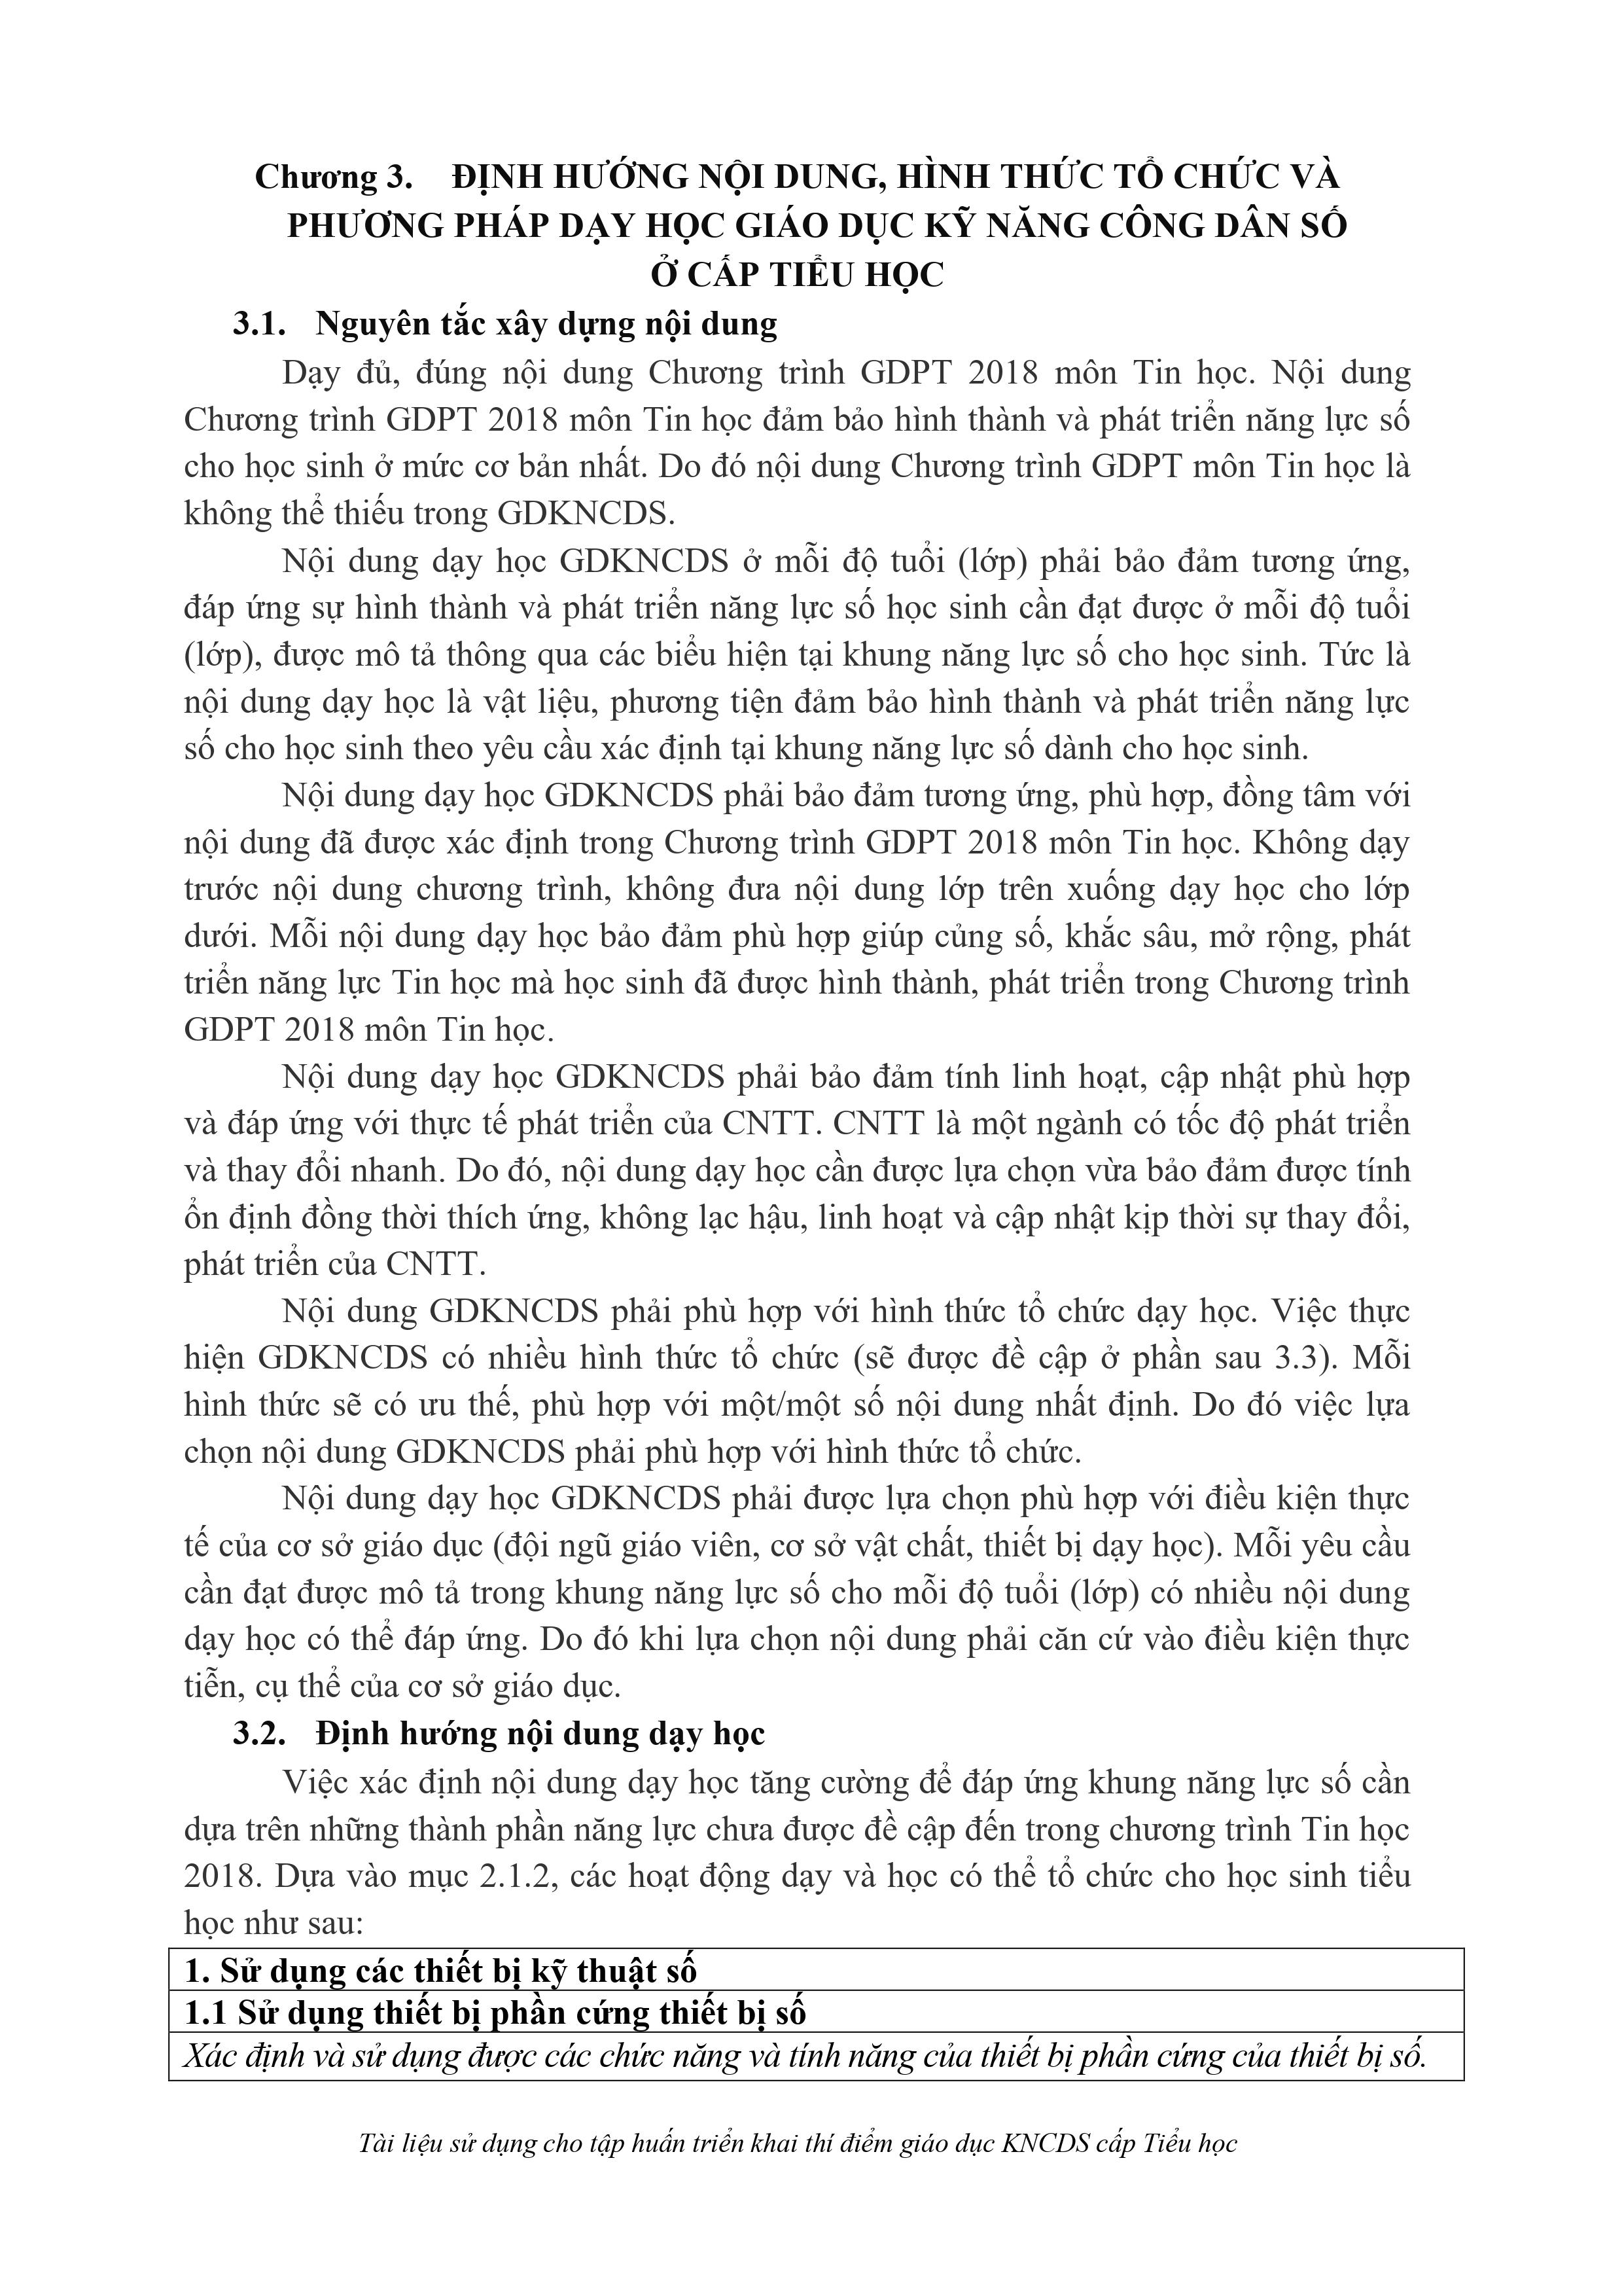 Chương 3. ĐỊNH HƯỚNG NỘI DUNG, HÌNH THỨC TỔ CHỨC VÀ
PHƯƠNG PHÁP DẠY HỌC GIÁO DỤC KỸ NĂNG CÔNG DÂN SỐ
Ở CẤP TIỂU HỌC
3.1. Nguyên tắc xây dựng nội dung
Dạy đủ, đúng nội dung Chương trình GDPT 2018 môn Tin học. Nội dung
Chương trình GDPT 2018 môn Tin học đảm bảo hình thành và phát triển năng lực số
cho học sinh ở mức cơ bản nhất. Do đó nội dung Chương trình GDPT môn Tin học là
không thể thiếu trong GDKNCDS.
Nội dung dạy học GDKNCDS ở mỗi độ tuổi (lớp) phải bảo đảm tương ứng,
đáp ứng sự hình thành và phát triển năng lực số học sinh cần đạt được ở mỗi độ tuổi
(lớp), được mô tả thông qua các biểu hiện tại khung năng lực số cho học sinh. Tức là
nội dung dạy học là vật liệu, phương tiện đảm bảo hình thành và phát triển năng lực
số cho học sinh theo yêu cầu xác định tại khung năng lực số dành cho học sinh.
Nội dung dạy học GDKNCDS phải bảo đảm tương ứng, phù hợp, đồng tâm với
nội dung đã được xác định trong Chương trình GDPT 2018 môn Tin học. Không dạy
trước nội dung chương trình, không đưa nội dung lớp trên xuống dạy học cho lớp
dưới. Mỗi nội dung dạy học bảo đảm phù hợp giúp củng số, khắc sâu, mở rộng, phát
triển năng lực Tin học mà học sinh đã được hình thành, phát triển trong Chương trình
GDPT 2018 môn Tin học.
Nội dung dạy học GDKNCDS phải bảo đảm tính linh hoạt, cập nhật phù hợp
và đáp ứng với thực tế phát triển của CNTT. CNTT là một ngành có tốc độ phát triển
và thay đổi nhanh. Do đó, nội dung dạy học cần được lựa chọn vừa bảo đảm được tính
ổn định đồng thời thích ứng, không lạc hậu, linh hoạt và cập nhật kịp thời sự thay đổi,
phát triển của CNTT.
Nội dung GDKNCDS phải phù hợp với hình thức tổ chức dạy học. Việc thực
hiện GDKNCDS có nhiều hình thức tổ chức (sẽ được đề cập ở phần sau 3.3). Mỗi
hình thức sẽ có ưu thế, phù hợp với một/một số nội dung nhất định. Do đó việc lựa
chọn nội dung GDKNCDS phải phù hợp với hình thức tổ chức.
Nội dung dạy học GDKNCDS phải được lựa chọn phù hợp với điều kiện thực
tế của cơ sở giáo dục (đội ngũ giáo viên, cơ sở vật chất, thiết bị dạy học). Mỗi yêu cầu
cần đạt được mô tả trong khung năng lực số cho mỗi độ tuổi (lớp) có nhiều nội dung
dạy học có thể đáp ứng. Do đó khi lựa chọn nội dung phải căn cứ vào điều kiện thực
tiễn, cụ thể của cơ sở giáo dục.
3.2. Định hướng nội dung dạy học
Việc xác định nội dung dạy học tăng cường để đáp ứng khung năng lực số cần
dựa trên những thành phần năng lực chưa được đề cập đến trong chương trình Tin học
2018. Dựa vào mục 2.1.2, các hoạt động dạy và học có thể tổ chức cho học sinh tiểu
học như sau:
1. Sử dụng các thiết bị kỹ thuật số
1.1 Sử dụng thiết bị phần cứng thiết bị số
Xác định và sử dụng được các chức năng và tính năng của thiết bị phần cứng của thiết bị số.
Tài liệu sử dụng cho tập huấn triển khai thí điểm giáo dục KNCDS cấp Tiểu học